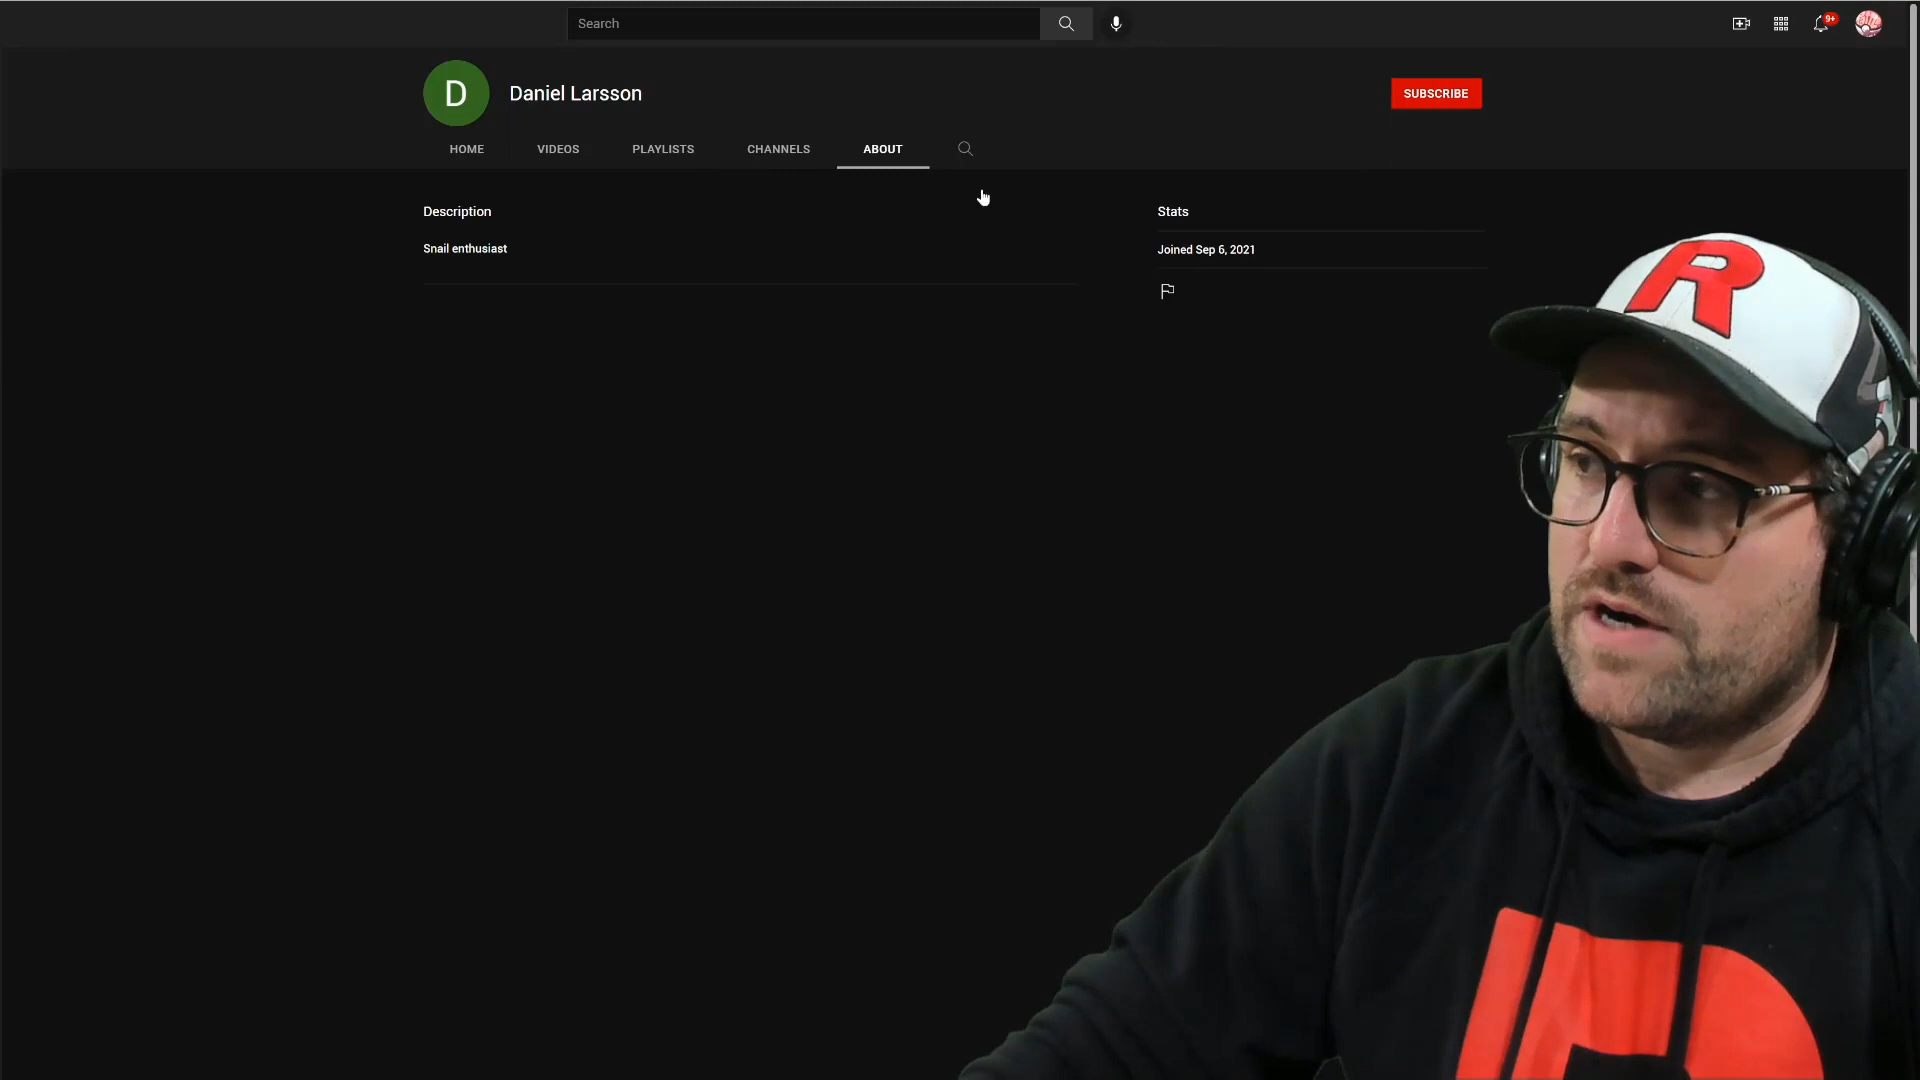 Search
9+
D
Daniel Larsson
SUBSCRIBE
HOME
VIDEOS
PLAYLISTS
CHANNELS
ABOUT
Description
Snail enthusiast
Stats
Joined Sep 6, 2021
R
R